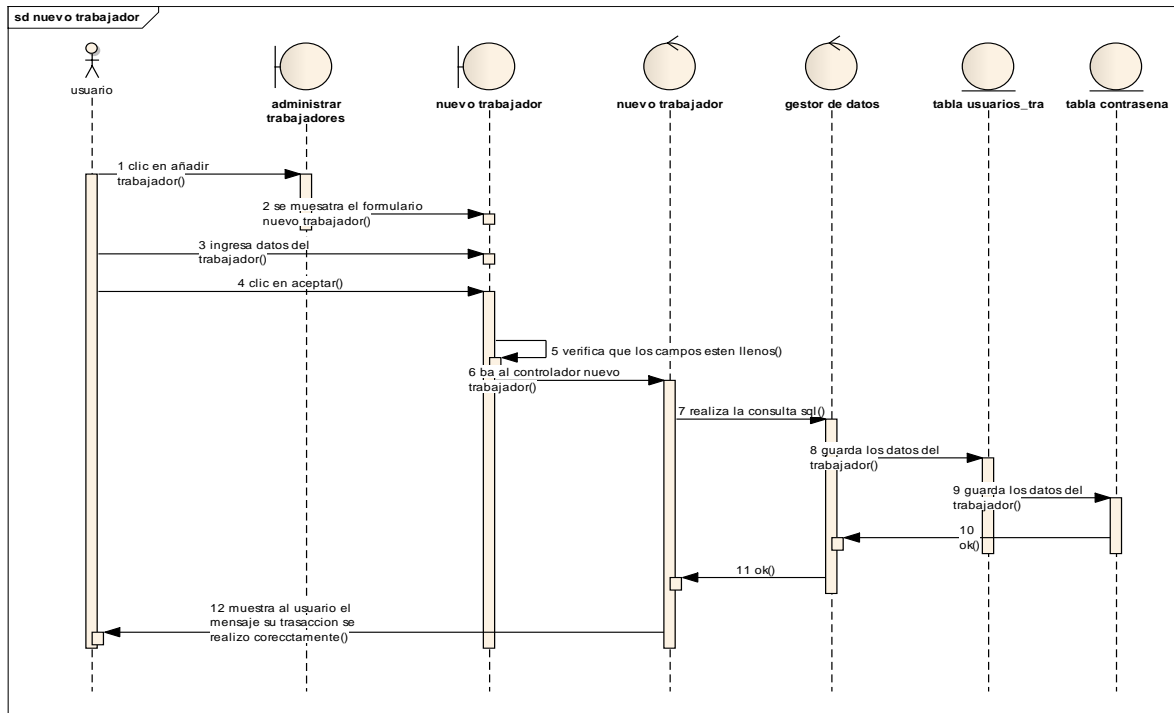 sd nuevo trabajador
usuario
administrar
trabajadores
nuevo trabajador
nuevo trabajador
gestor de datos
tabla usuarios_tra
tabla contrasena
1 clic en añadir
trabajador()
2 se muesatra el formulario
nuevo trabajador()
3 ingresa datos del
trabajador()
4 clic en aceptar()
5 verifica que los campos esten llenos()
6 ba al controlador nuevo
trabajador()
7 realiza la consulta sql()
8 guarda los datos del
trabajador()
9 guarda los datos del
trabajador()
10
ok()
11 ok()
12 muestra al usuario el
mensaje su trasaccion se
realizo corecctamente()